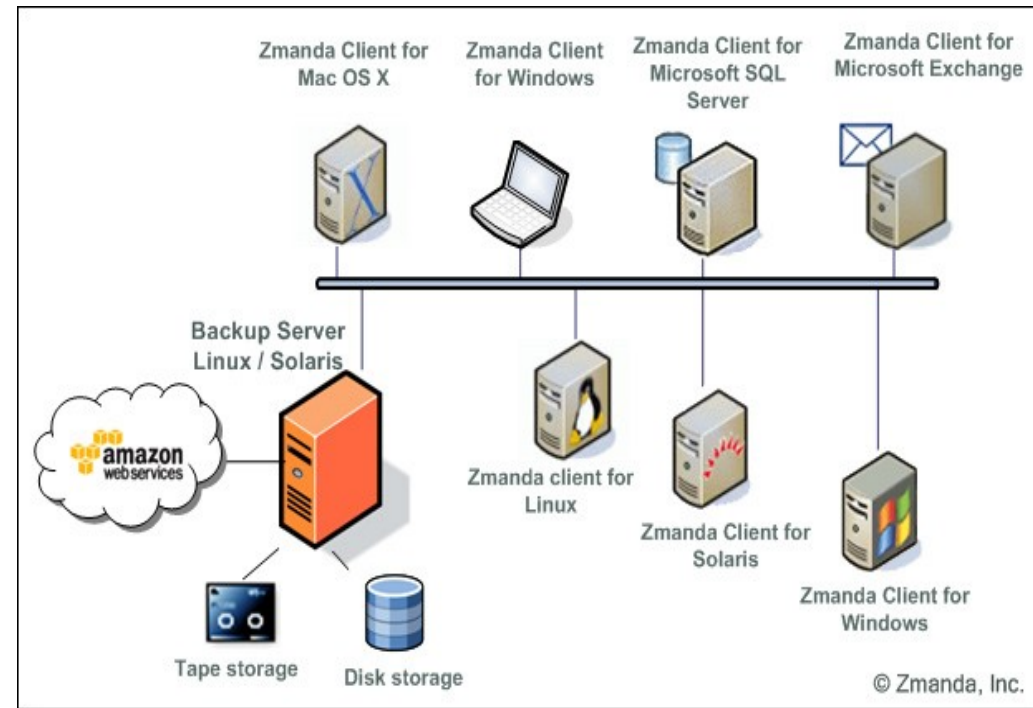 Zmanda Client for
Mac OS X
Zmanda Client
for Windows
Zmanda Client for
Microsoft SQL
Server
Zmanda Client for
Microsoft Exchange
Backup Server
Linux / Solaris
amazon
webservices
Zmanda client for
Linux
Zmanda Client for
Solaris
Zmanda Client for
Windows
Tape storage
Disk storage
© Zmanda, Inc.